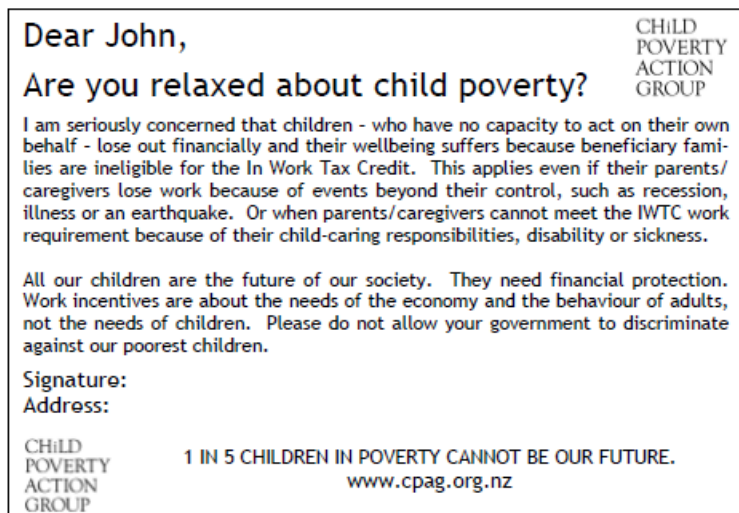 Dear John,
CHiLD
POVERTY
ACTION
GROUP
Are you relaxed about child poverty?
I am seriously concerned that children - who have no capacity to act on their own
behalf - lose out financially and their wellbeing suffers because beneficiary fami-
lies are ineligible for the In Work Tax Credit.  This applies even if their parents/
caregivers lose work because of events beyond their control, such as recession,
illness or an earthquake.  Or when parents/caregivers cannot meet the IWTC work
requirement because of their child-caring responsibilities, disability or sickness.
All our children are the future of our society.  They need financial protection.
Work incentives are about the needs of the economy and the behaviour of adults,
not the needs of children.  Please do not allow your government to discriminate
against our poorest children.
Signature:
Address:
CHiLD
POVERTY
ACTION
GROUP
1 IN 5 CHILDREN IN POVERTY CANNOT BE OUR FUTURE.
www.cpag.org.nz